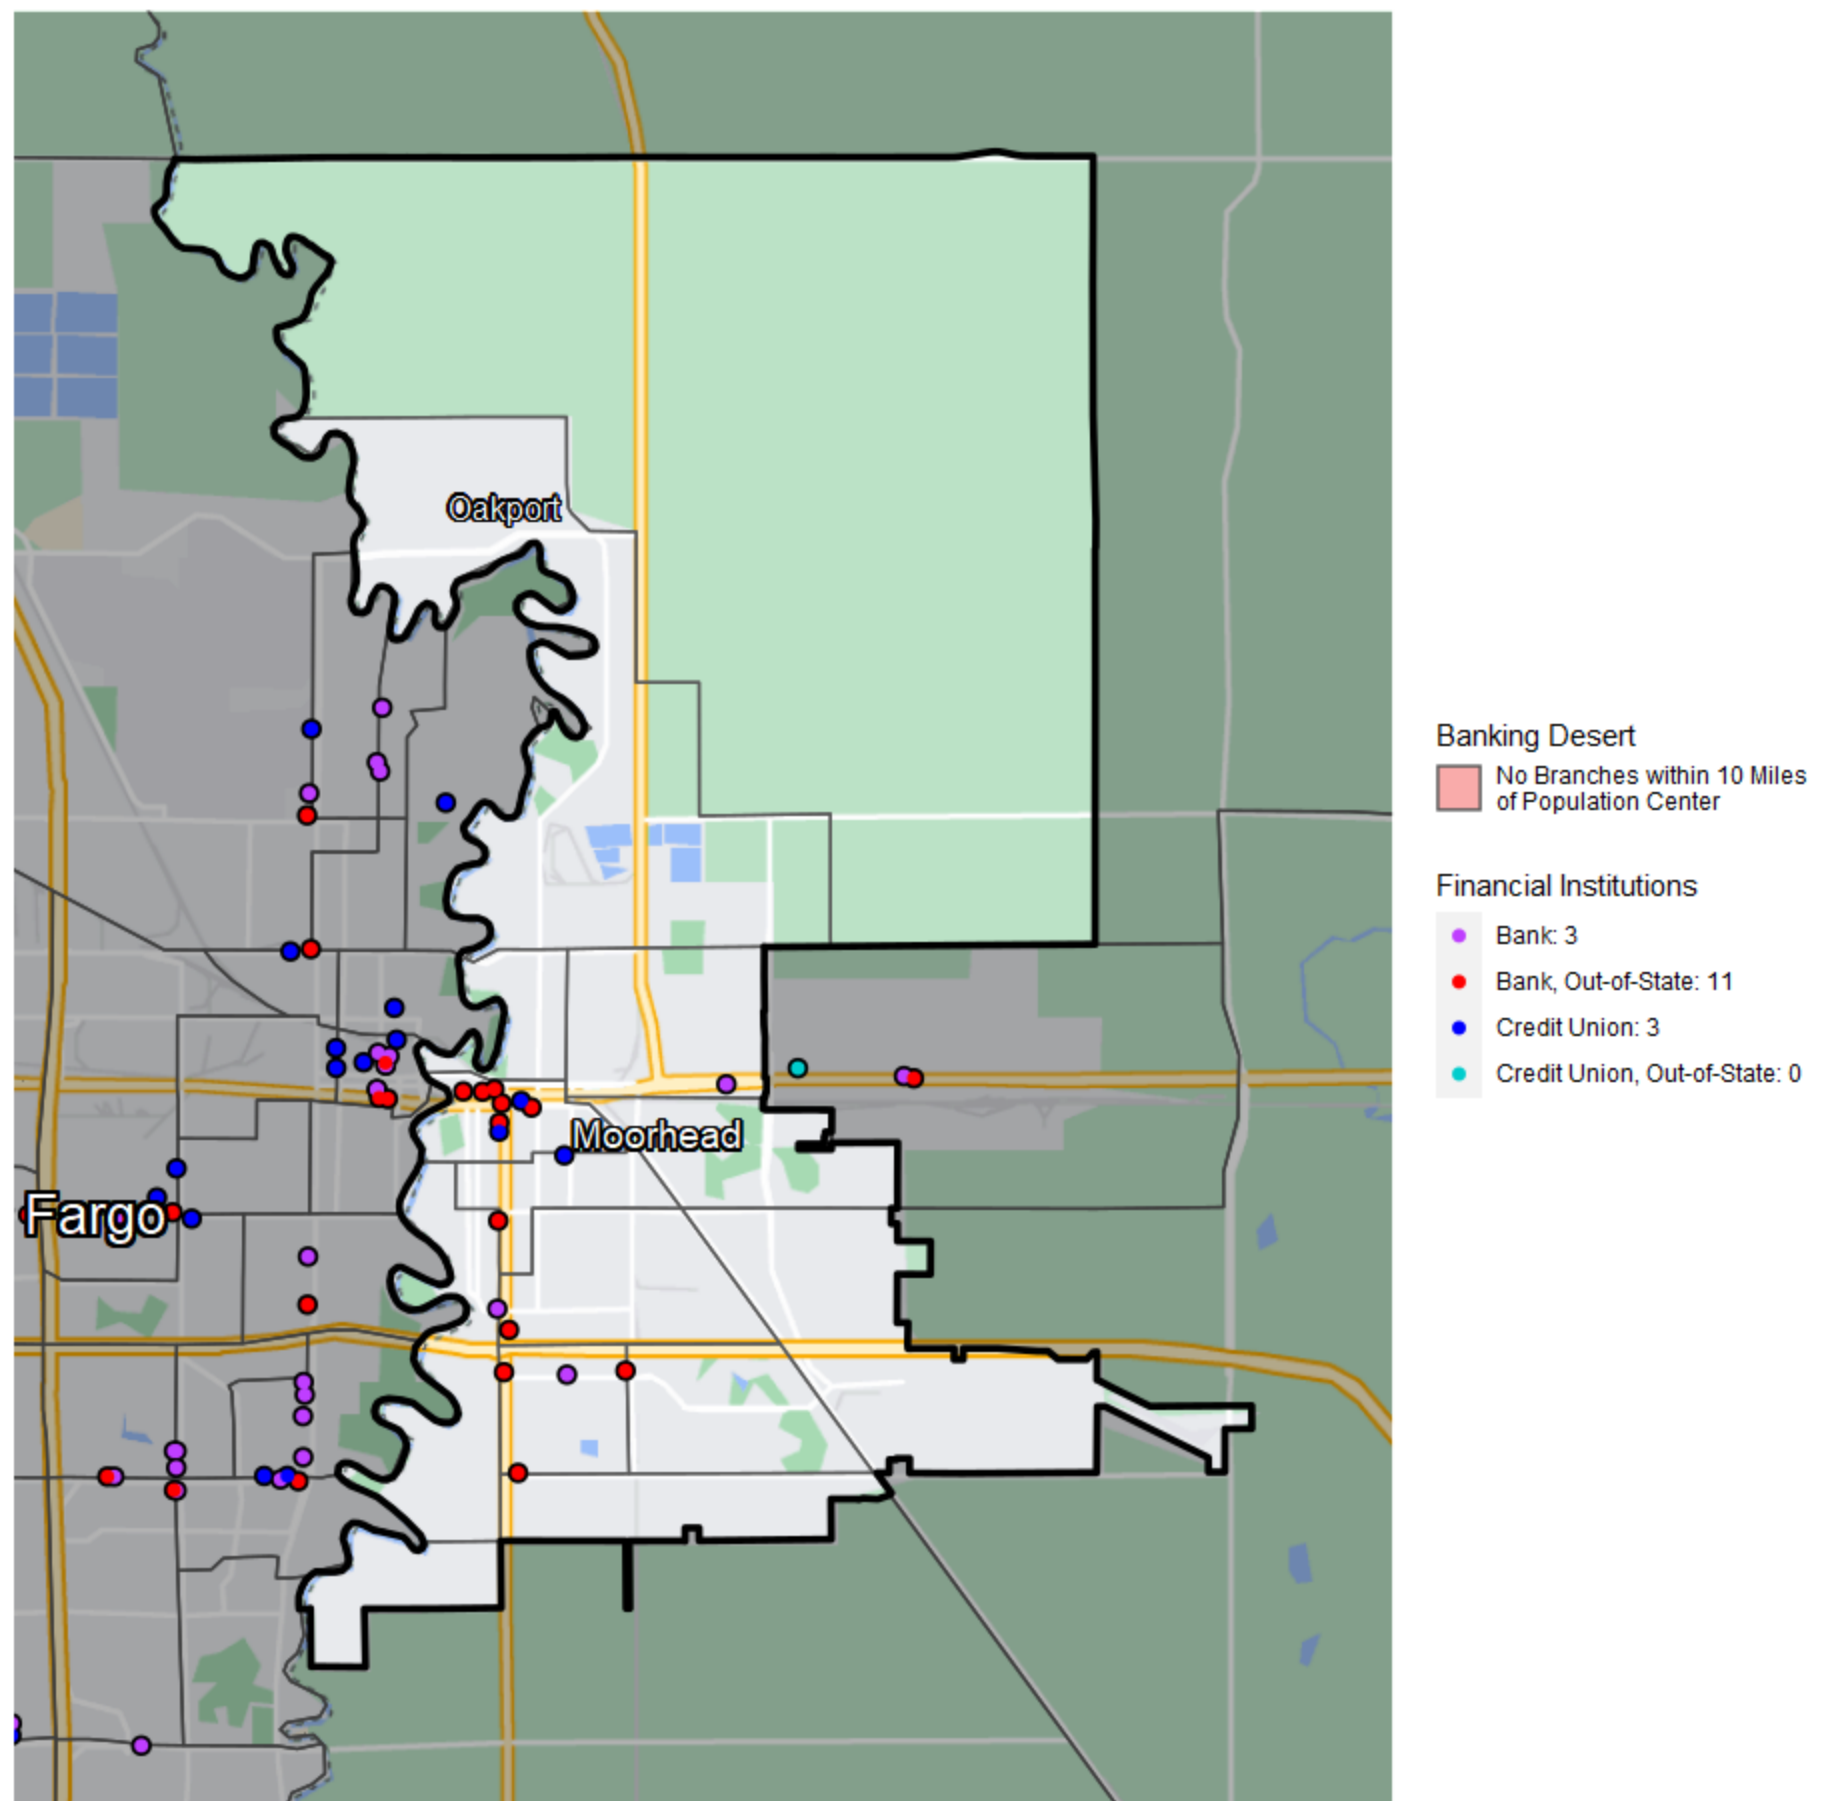 Oakport
Moorhead
Fargo
Banking Desert
No Branches within 10 Miles
of Population Center
Financial Institutions
Bank: 3
Bank, Out-of-State: 11
Credit Union: 3
Credit Union, Out-of-State: 0